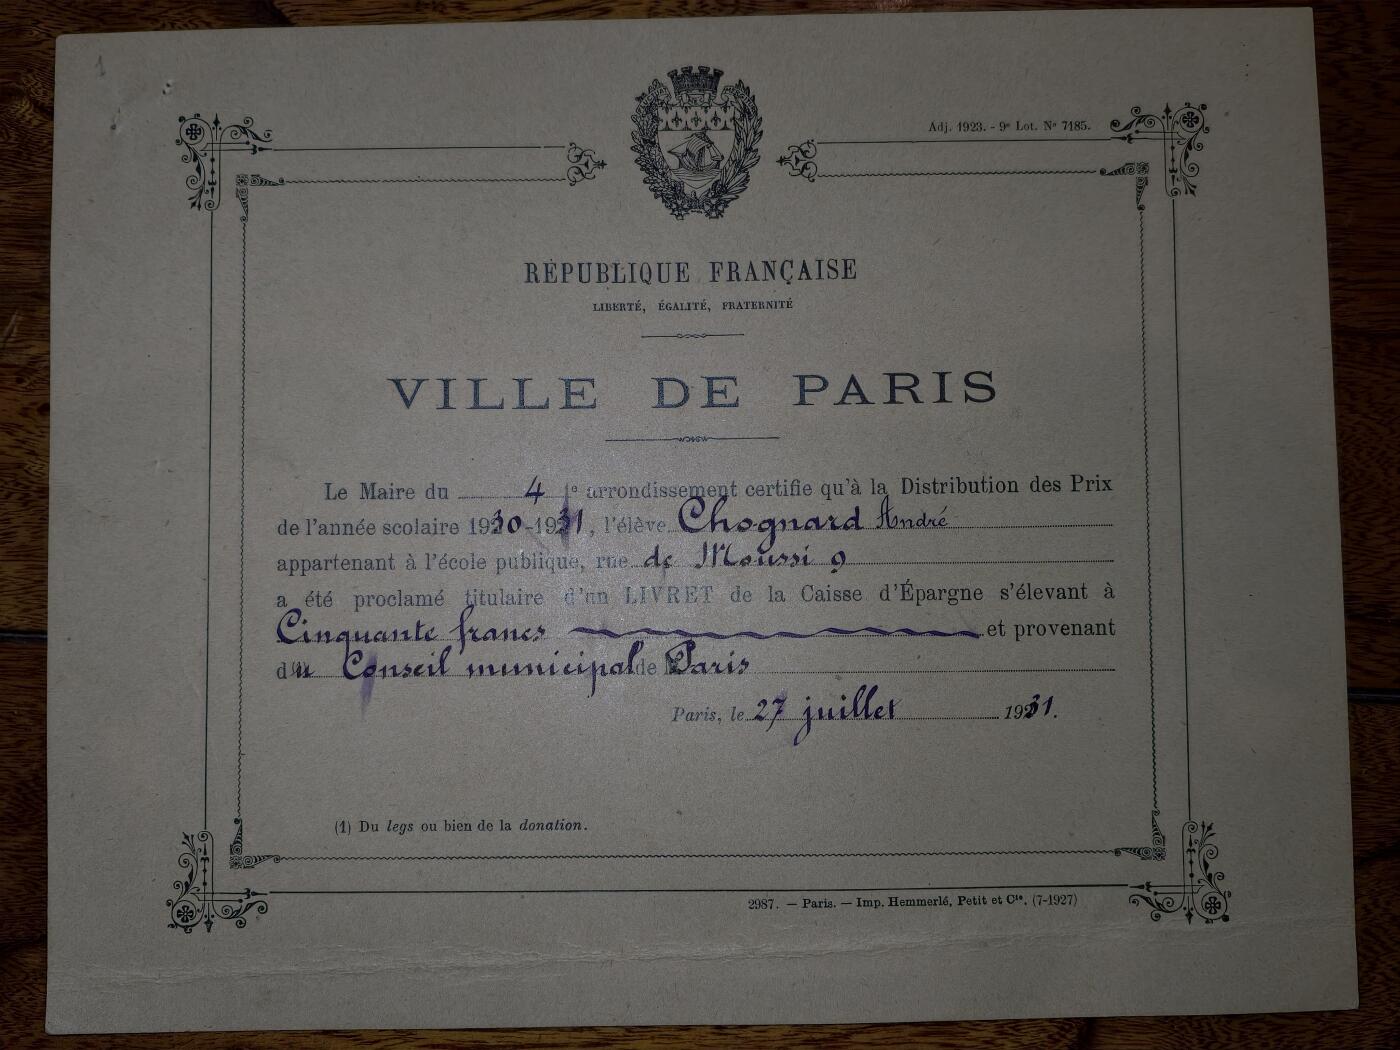 1
Adj. 1923. - 9e Lot. No 7185.
RÉPUBLIQUE FRANÇAISE
LIBERTÉ, ÉGALITÉ, FRATERNITÉ
VILLE DE PARIS
Le Maire du 4 e arrondissement certifie qu'à la Distribution des Prix
de l'année scolaire 1930-1931, l'élève Chognard André
appartenant à l'école publique, rue de Moussi 9
a été proclamé titulaire d'un LIVRET de la Caisse d'Épargne s'élevant à
Cinquante francs et provenant
du Conseil municipal de Paris
Paris, le 27 juillet 1931.
(1) Du legs ou bien de la donation.
2987. — Paris. — Imp. Hemmerlé, Petit et Cie. (7-1927)